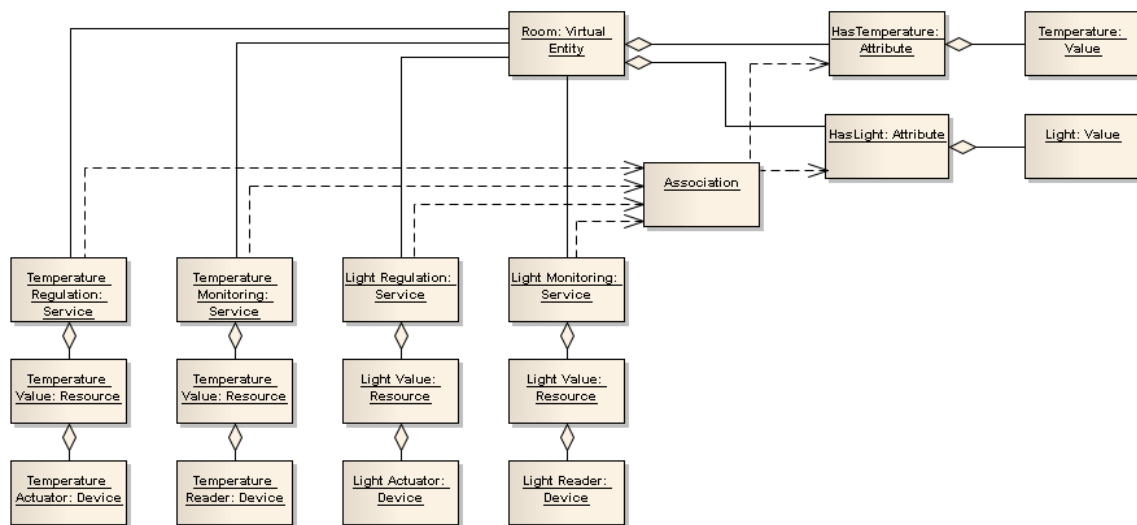 Room: Virtual
Entity
HasTemperature:
Attribute
Temperature:
Value
HasLight: Attribute
Light: Value
Association
Temperature
Regulation:
Service
Temperature
Monitoring:
Service
Light Regulation:
Service
Light Monitoring:
Service
Temperature
Value: Resource
Temperature
Value: Resource
Light Value:
Resource
Light Value:
Resource
Temperature
Actuator: Device
Temperature
Reader: Device
Light Actuator:
Device
Light Reader:
Device